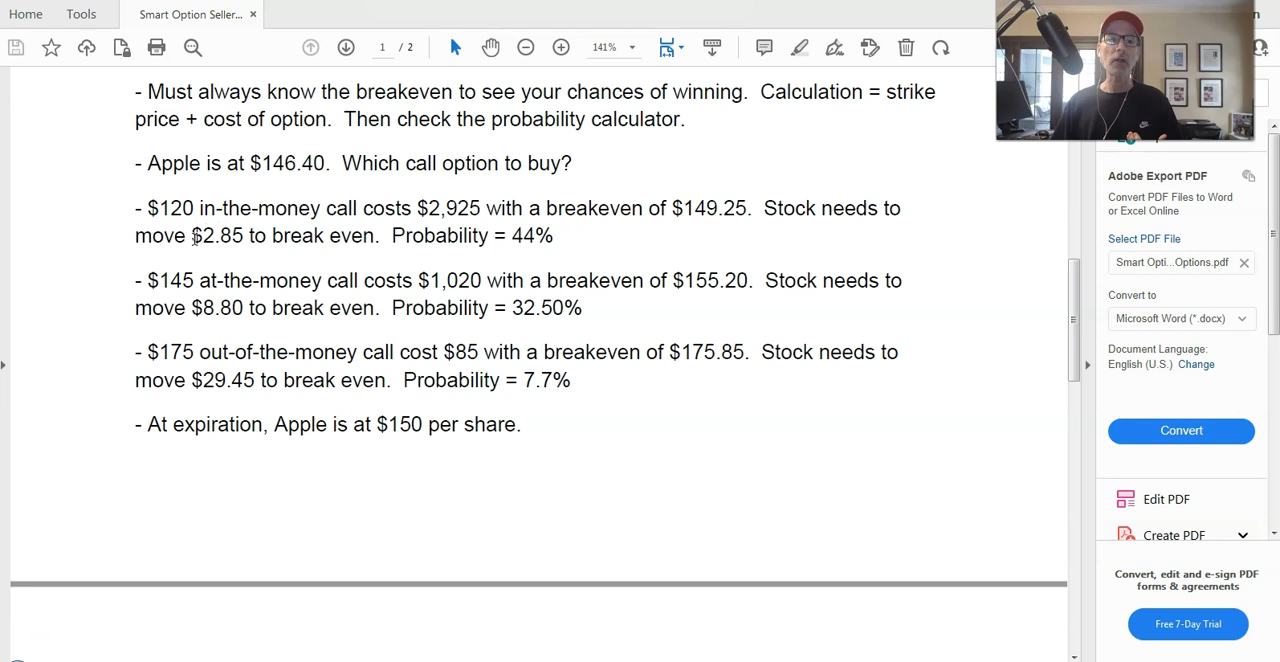 Home
Tools
Smart Option Seller...
1 / 2
141%
- Must always know the breakeven to see your chances of winning. Calculation = strike
price + cost of option. Then check the probability calculator.
- Apple is at $146.40. Which call option to buy?
- $120 in-the-money call costs $2,925 with a breakeven of $149.25. Stock needs to
move $2.85 to break even. Probability = 44%
- $145 at-the-money call costs $1,020 with a breakeven of $155.20. Stock needs to
move $8.80 to break even. Probability = 32.50%
- $175 out-of-the-money call cost $85 with a breakeven of $175.85. Stock needs to
move $29.45 to break even. Probability = 7.7%
- At expiration, Apple is at $150 per share.
Adobe Export PDF
Convert PDF Files to Word
or Excel Online
Select PDF File
Smart Opti...Options.pdf
Convert to
Microsoft Word (*.docx)
Document Language:
English (U.S.) Change
Convert
Edit PDF
Create PDF
Convert, edit and e-sign PDF
forms & agreements
Free 7-Day Trial